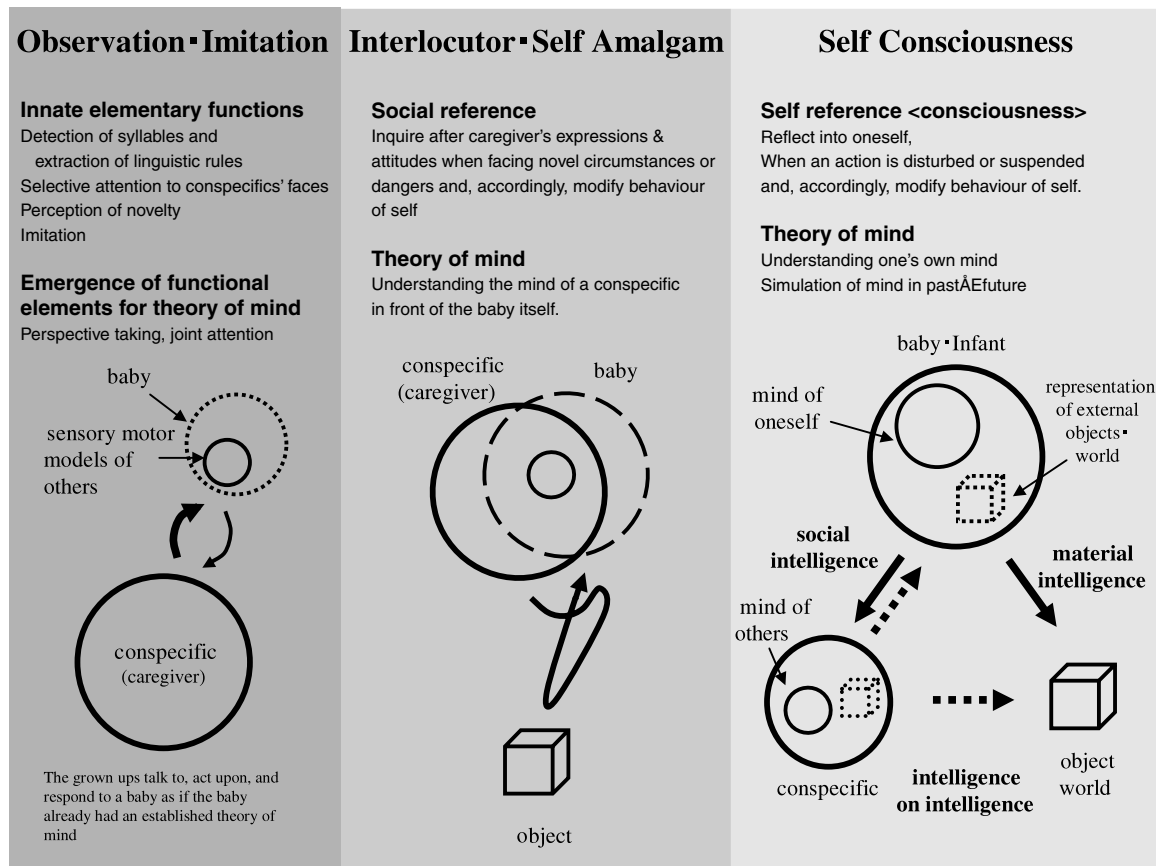 Observation▪Imitation
Innate elementary functions
Detection of syllables and
extraction of linguistic rules
Selective attention to conspecifics' faces
Perception of novelty
Imitation
Emergence of functional
elements for theory of mind
Perspective taking, joint attention
baby
sensory motor
models of
others
conspecific
(caregiver)
The grown ups talk to, act upon, and
respond to a baby as if the baby
already had an established theory of
mind
Interlocutor▪Self Amalgam
Social reference
Inquire after caregiver's expressions &
attitudes when facing novel circumstances or
dangers and, accordingly, modify behaviour
of self
Theory of mind
Understanding the mind of a conspecific
in front of the baby itself.
conspecific
(caregiver)
baby
object
Self Consciousness
Self reference <consciousness>
Reflect into oneself,
When an action is disturbed or suspended
and, accordingly, modify behaviour of self.
Theory of mind
Understanding one's own mind
Simulation of mind in pastÅEfuture
baby▪Infant
mind of
oneself
representation
of external
objects▪
world
social
intelligence
material
intelligence
mind of
others
conspecific
intelligence
on intelligence
object
world